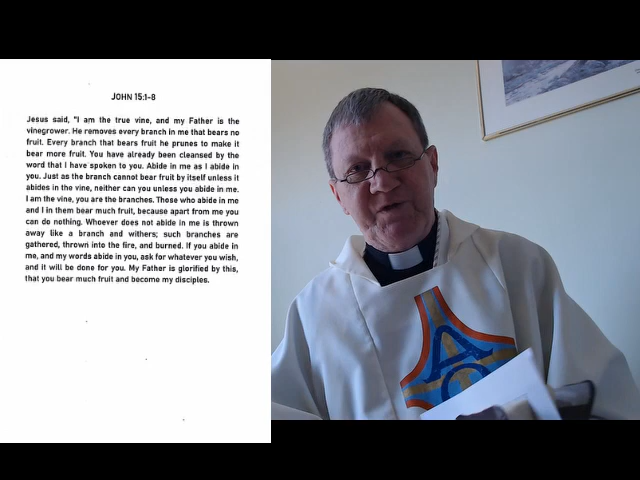 JOHN 15:1-8
Jesus said, "I am the true vine, and my Father is the
vinegrower. He removes every branch in me that bears no
fruit. Every branch that bears fruit he prunes to make it
bear more fruit. You have already been cleansed by the
word that I have spoken to you. Abide in me as I abide in
you. Just as the branch cannot bear fruit by itself unless it
abides in the vine, neither can you unless you abide in me.
I am the vine, you are the branches. Those who abide in me
and I in them bear much fruit, because apart from me you
can do nothing. Whoever does not abide in me is thrown
away like a branch and withers; such branches are
gathered, thrown into the fire, and burned. If you abide in
me, and my words abide in you, ask for whatever you wish,
and it will be done for you. My Father is glorified by this,
that you bear much fruit and become my disciples.